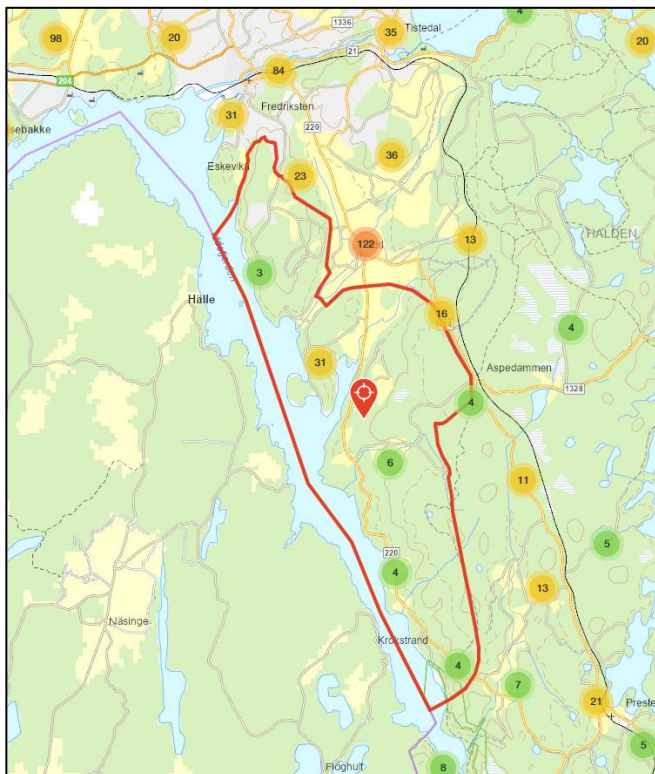 4
1336
35
Tistedal
98
20
20
21
204
84
sebakke
31
Fredriksten
220
36
Eskevika
23
122
13
HALDEN
3
Hälle
16
4
31
Aspedammen
4
1328
6
11
5
220
4
13
Näsinge
Krokstrand
4
7
21
Preste
5
Flöghult
8